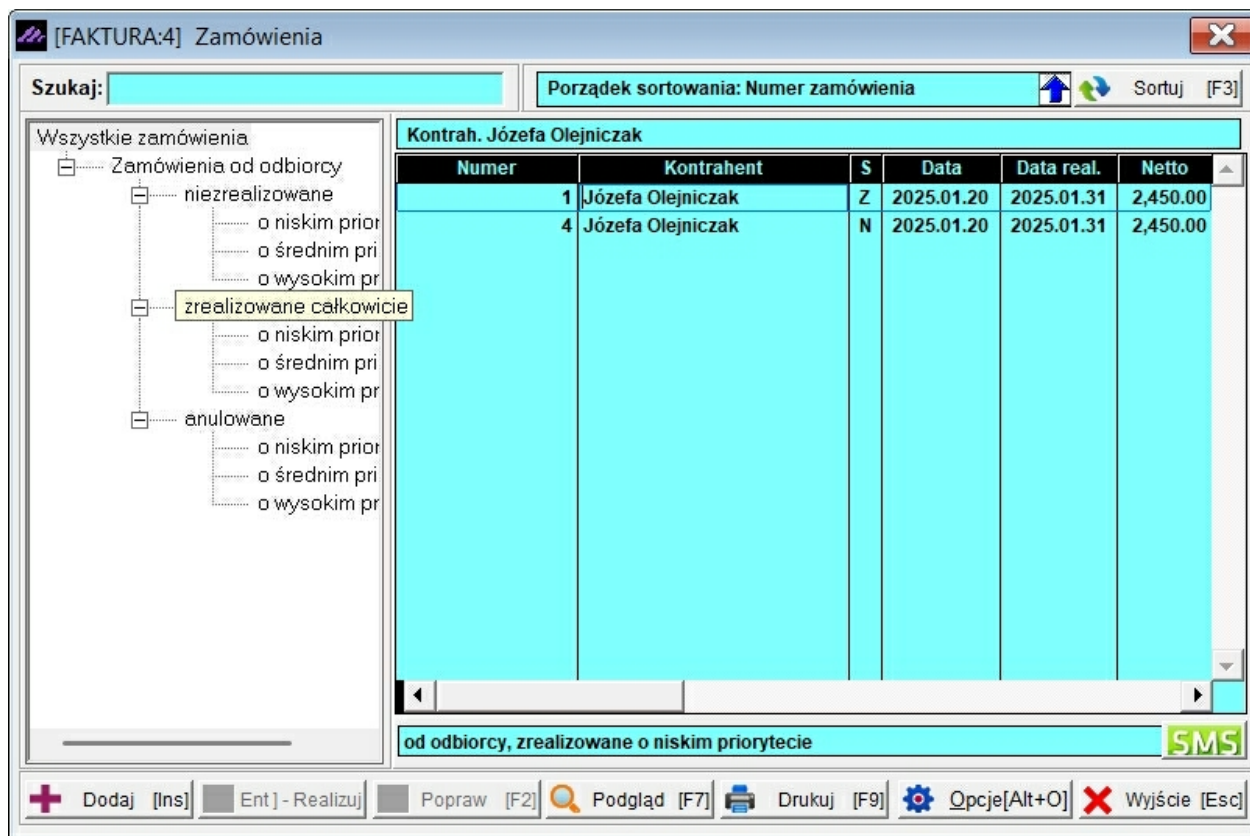 [FAKTURA:4] Zamówienia
Szukaj:
Porządek sortowania: Numer zamówienia
Sortuj [F3]
Wszystkie zamówienia
Zamówienia od odbiorcy
niezrealizowane
o niskim prior
o średnim pri
o wysokim pr
zrealizowane całkowicie
o niskim prior
o średnim pri
o wysokim pr
anulowane
o niskim prior
o średnim pri
o wysokim pr
Kontrah. Józefa Olejniczak
Numer Kontrahent S Data Data real. Netto
1 Józefa Olejniczak Z 2025.01.20 2025.01.31 2,450.00
4 Józefa Olejniczak N 2025.01.20 2025.01.31 2,450.00
od odbiorcy, zrealizowane o niskim priorytecie
SMS
Dodaj [Ins] Ent ] - Realizuj Popraw [F2] Podgląd [F7] Drukuj [F9] Opcje[Alt+O] Wyjście [Esc]